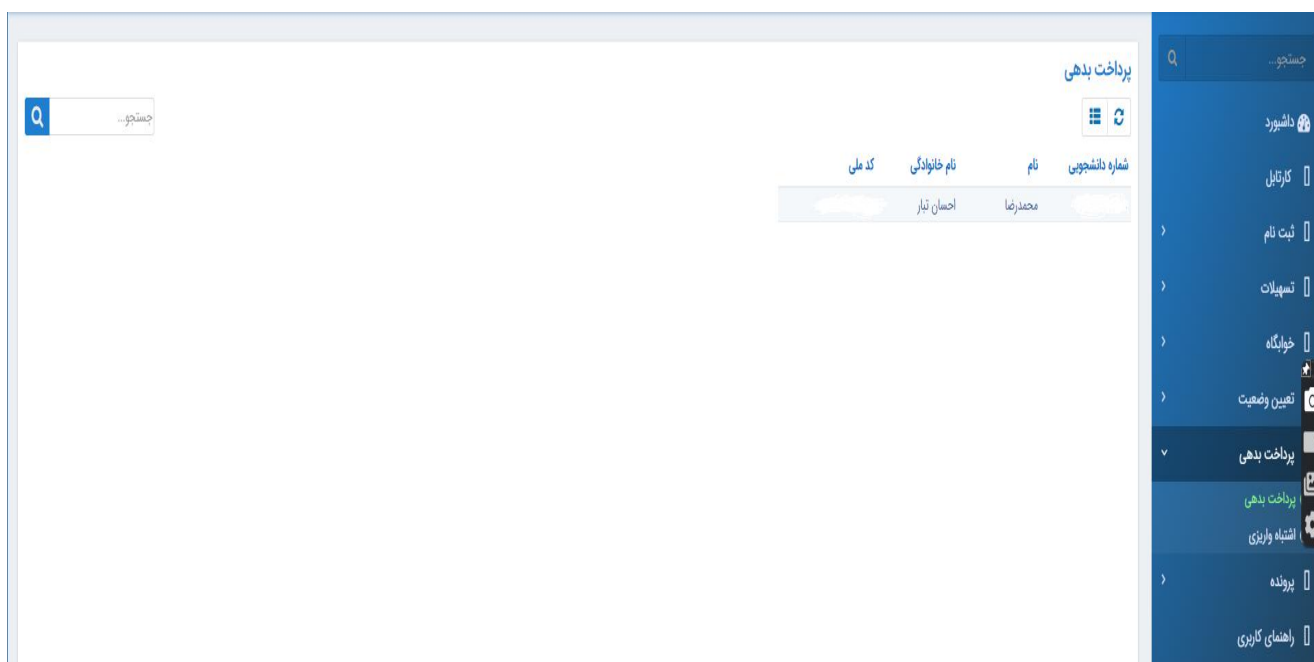 جستجو...
داشبورد
کارتابل
ثبت نام
تسهیلات
خوابگاه
تعیین وضعیت
پرداخت بدهی
پرداخت بدهی
اشتباه واریزی
پرونده
راهنمای کاربری
پرداخت بدهی
جستجو...
شماره دانشجویی نام نام خانوادگی کد ملی
محمدرضا احسان تبار